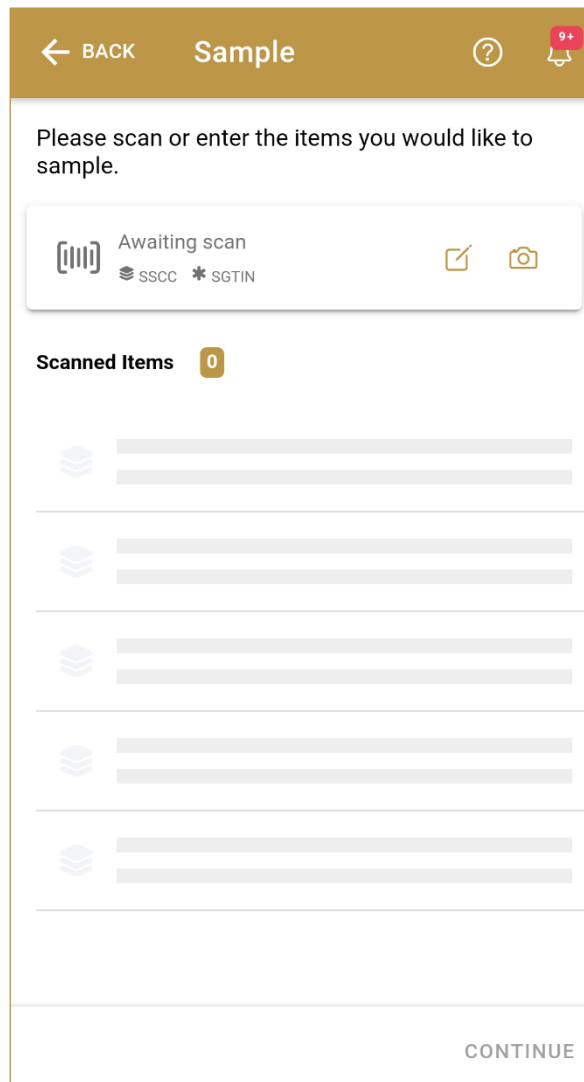 BACK Sample 9+
Please scan or enter the items you would like to
sample.
Awaiting scan
SSCC SGTIN
Scanned Items 0
CONTINUE